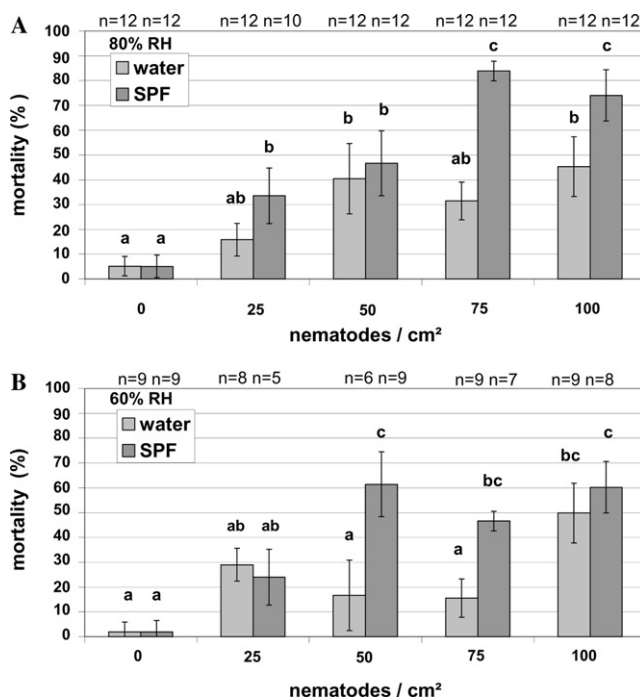 A
n=12 n=12 n=12 n=10 n=12 n=12 n=12 n=12 n=12 n=12
100
90
80
70
60
50
40
30
20
10
0
mortality (%)
80% RH
water
SPF
a a ab b b b ab c b c
0 25 50 75 100
nematodes / cm²
B
n=9 n=9 n=8 n=5 n=6 n=9 n=9 n=7 n=9 n=8
100
90
80
70
60
50
40
30
20
10
0
mortality (%)
60% RH
water
SPF
a a ab ab a c a bc bc c
0 25 50 75 100
nematodes / cm²